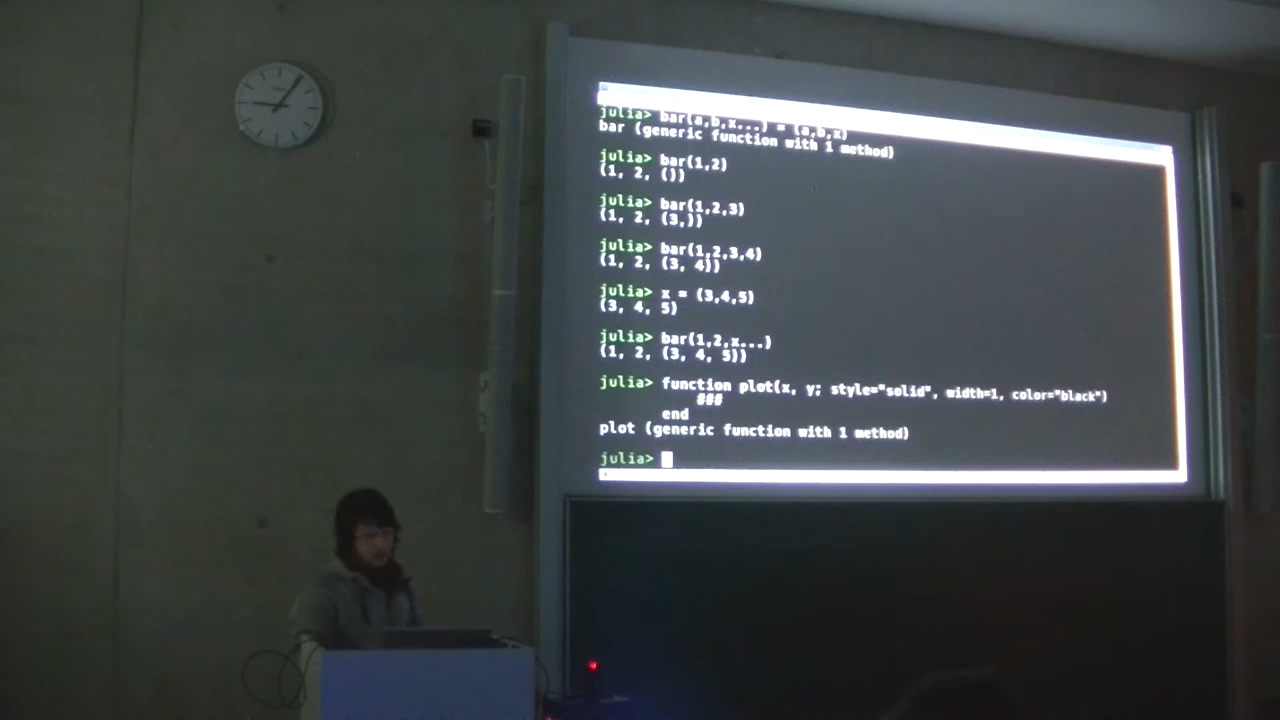 julia> bar(a,b,x...) = (a,b,x)
bar (generic function with 1 method)
julia> bar(1,2)
(1, 2, ())
julia> bar(1,2,3)
(1, 2, (3,))
julia> bar(1,2,3,4)
(1, 2, (3, 4))
julia> x = (3,4,5)
(3, 4, 5)
julia> bar(1,2,x...)
(1, 2, (3, 4, 5))
julia> function plot(x, y; style="solid", width=1, color="black")
###
end
plot (generic function with 1 method)
julia>